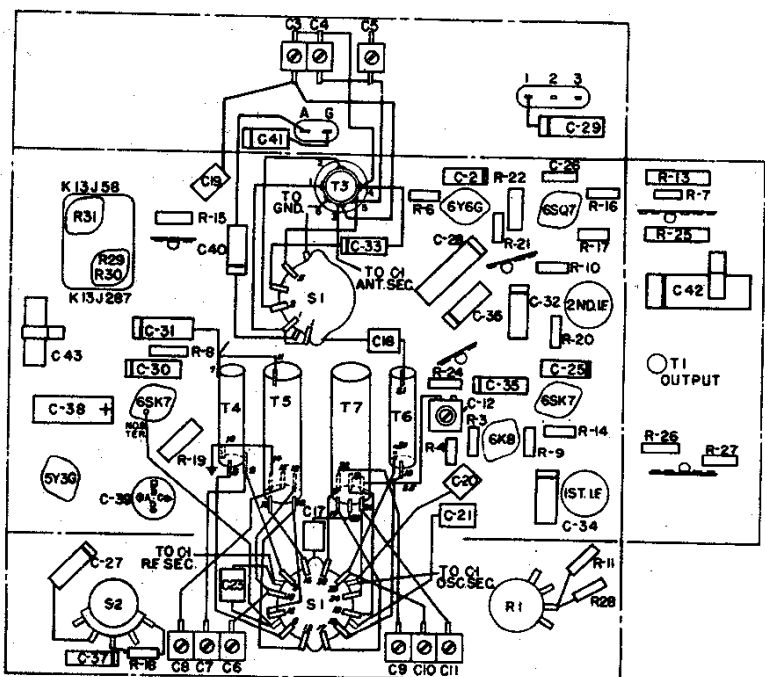 C3 C4 C5
1 2 3
C-29
A G
C41
C19
K13J58
R31
R29
R30
K13J287
R-15
C40
T3
TO
GND.
C-33
TO C1
ANT. SEC.
S1
R-6
C-2
6Y6G
R-22
R-21
C-26
6SQ7
R-16
R-17
R-13
R-7
R-25
C-28
R-10
C-36
C-32
2ND.I.F.
R-20
C42
C43
C-31
R-8
C-30
C18
R-24
C-35
C-25
T1
OUTPUT
C-38 +
6SK7
NO.8
TER.
T4
T5
T7
T6
C-12
R-3
R-4
6K8
R-9
6SK7
R-14
R-26
R-27
R-19
5Y3G
C-39
C17
C-20
C-21
1ST. I.F.
C-34
TO C1
RF SEC.
TO C1
OSC. SEC.
C-27
S2
C23
S1
R1
R-11
R28
C-37
R-18
C8 C7 C6
C9 C10 C11